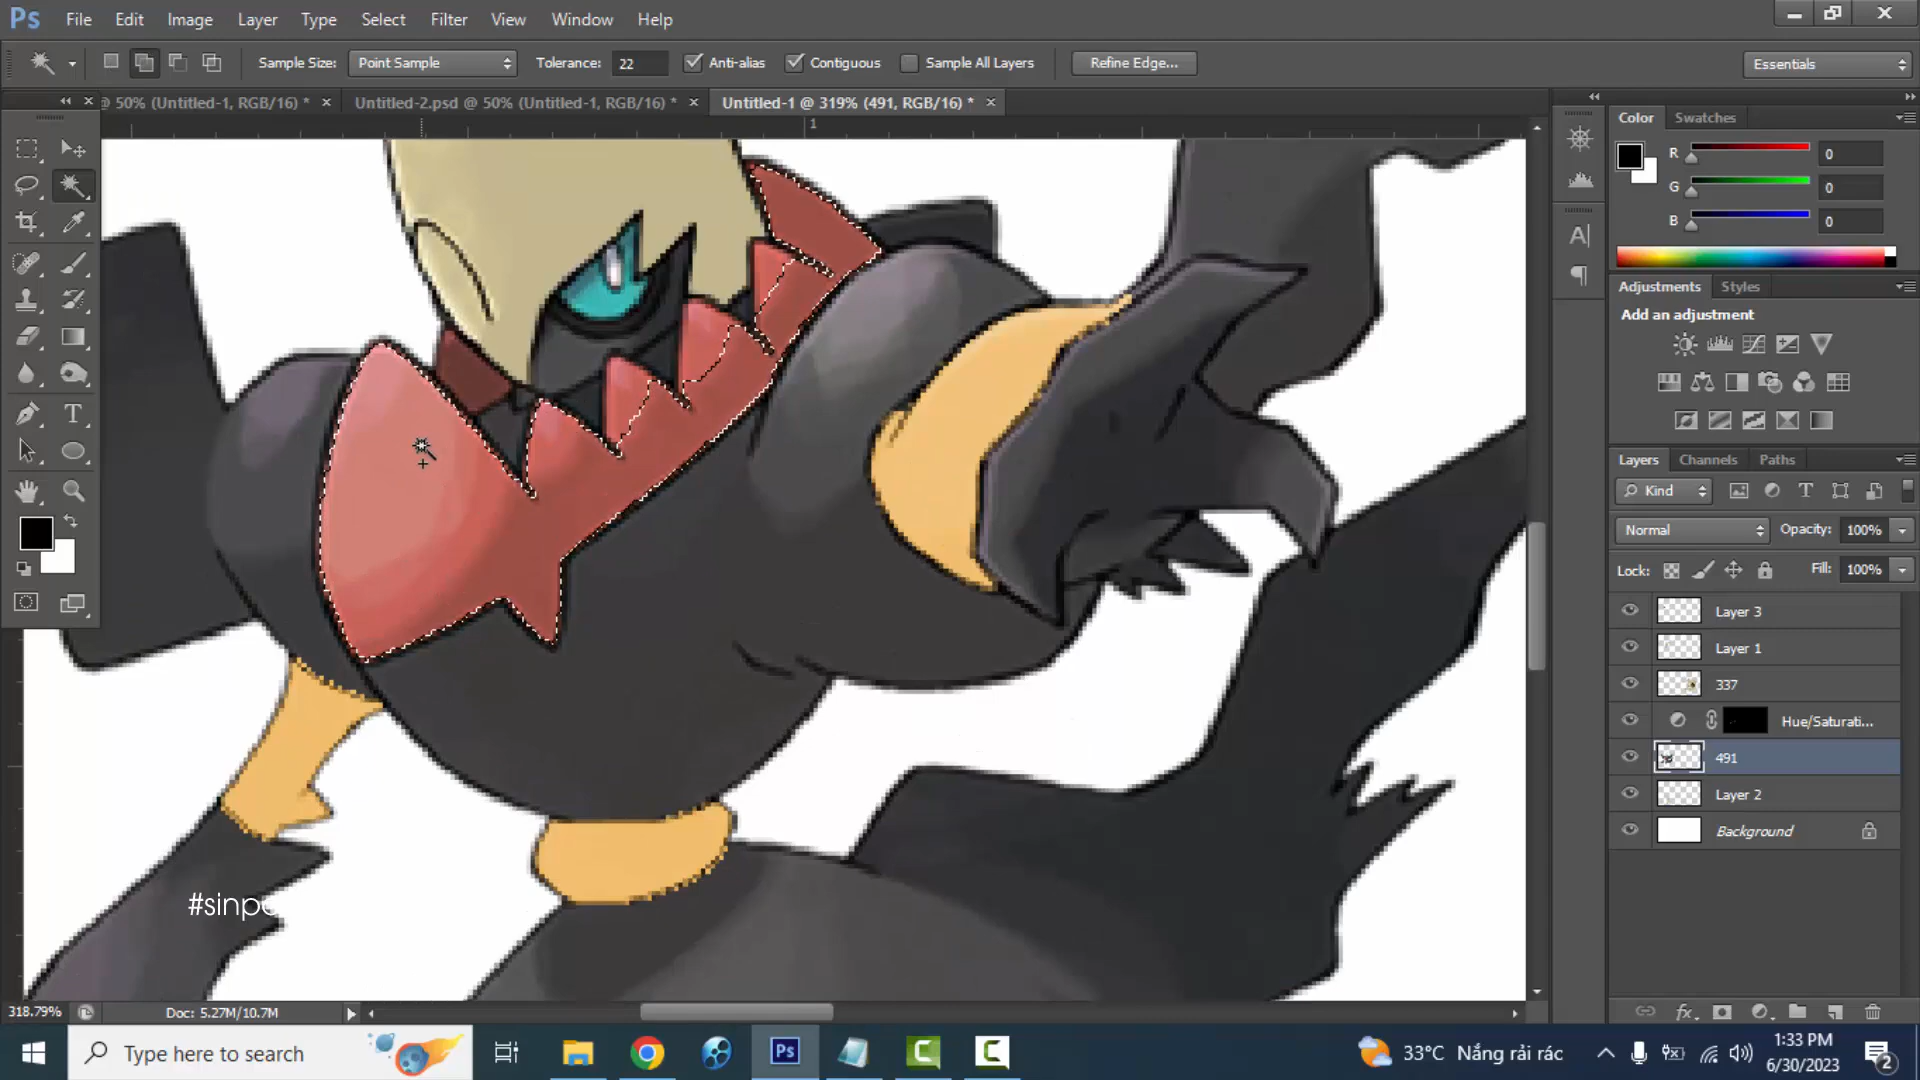 Ps File Edit Image Layer Type Select Filter View Window Help
Sample Size: Point Sample Tolerance: 22 Anti-alias Contiguous Sample All Layers Refine Edge... Essentials
@ 50% (Untitled-1, RGB/16) * Untitled-2.psd @ 50% (Untitled-1, RGB/16) * Untitled-1 @ 319% (491, RGB/16) *
1
Color Swatches
R 0
G 0
B 0
Adjustments Styles
Add an adjustment
Layers Channels Paths
Kind
Normal Opacity: 100%
Lock: Fill: 100%
Layer 3
Layer 1
337
Hue/Saturati...
491
Layer 2
Background
#sinpo
318.79% Doc: 5.27M/10.7M
Type here to search
Ps
33°C Nắng rải rác
1:33 PM
6/30/2023
2